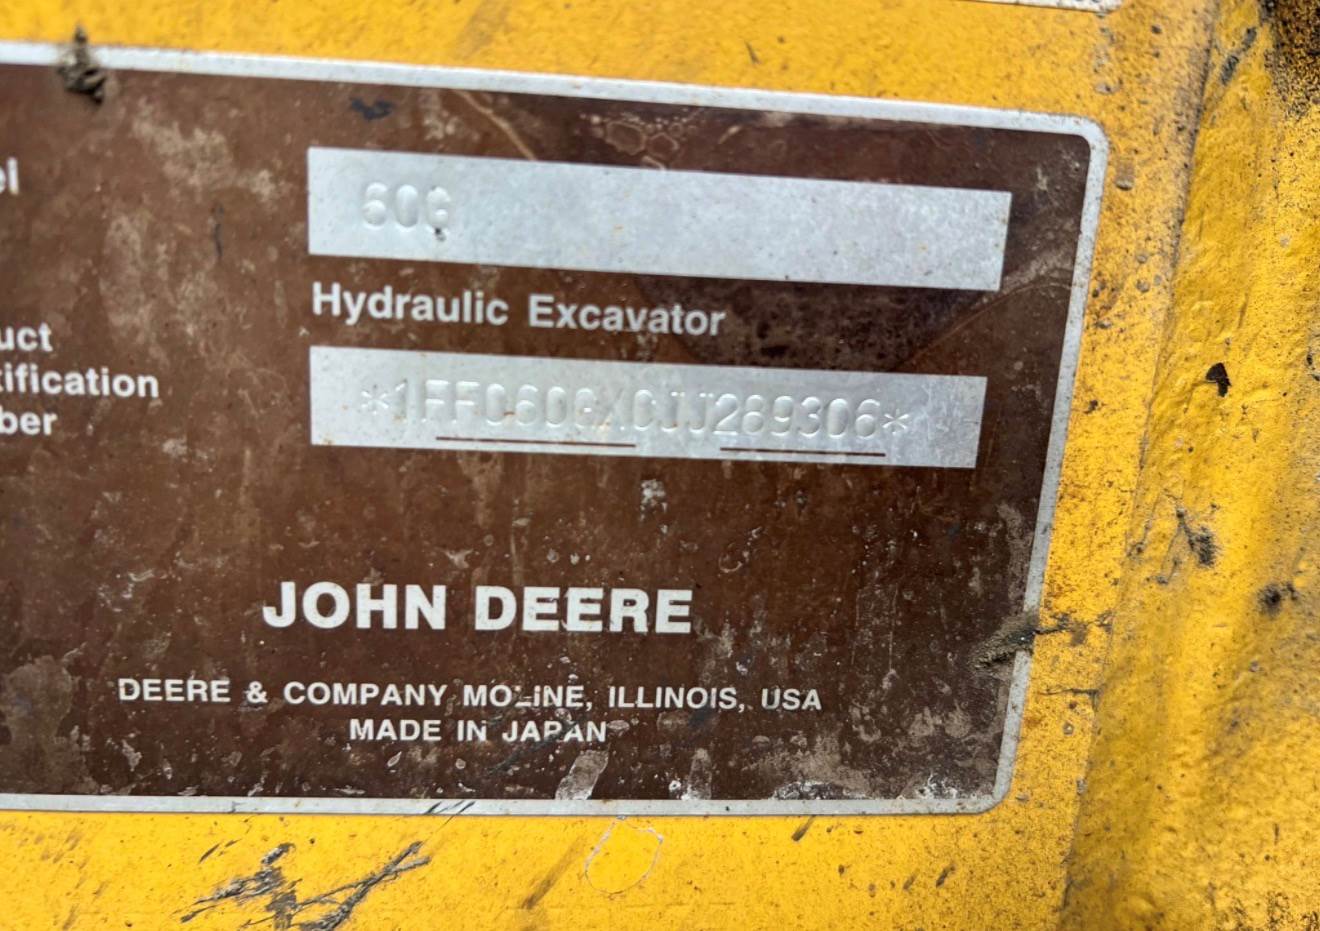 el
60G
Hydraulic Excavator
uct
tification
ber
*1FF060GXCJJ289306*
JOHN DEERE
DEERE & COMPANY MOLINE, ILLINOIS, USA
MADE IN JAPAN